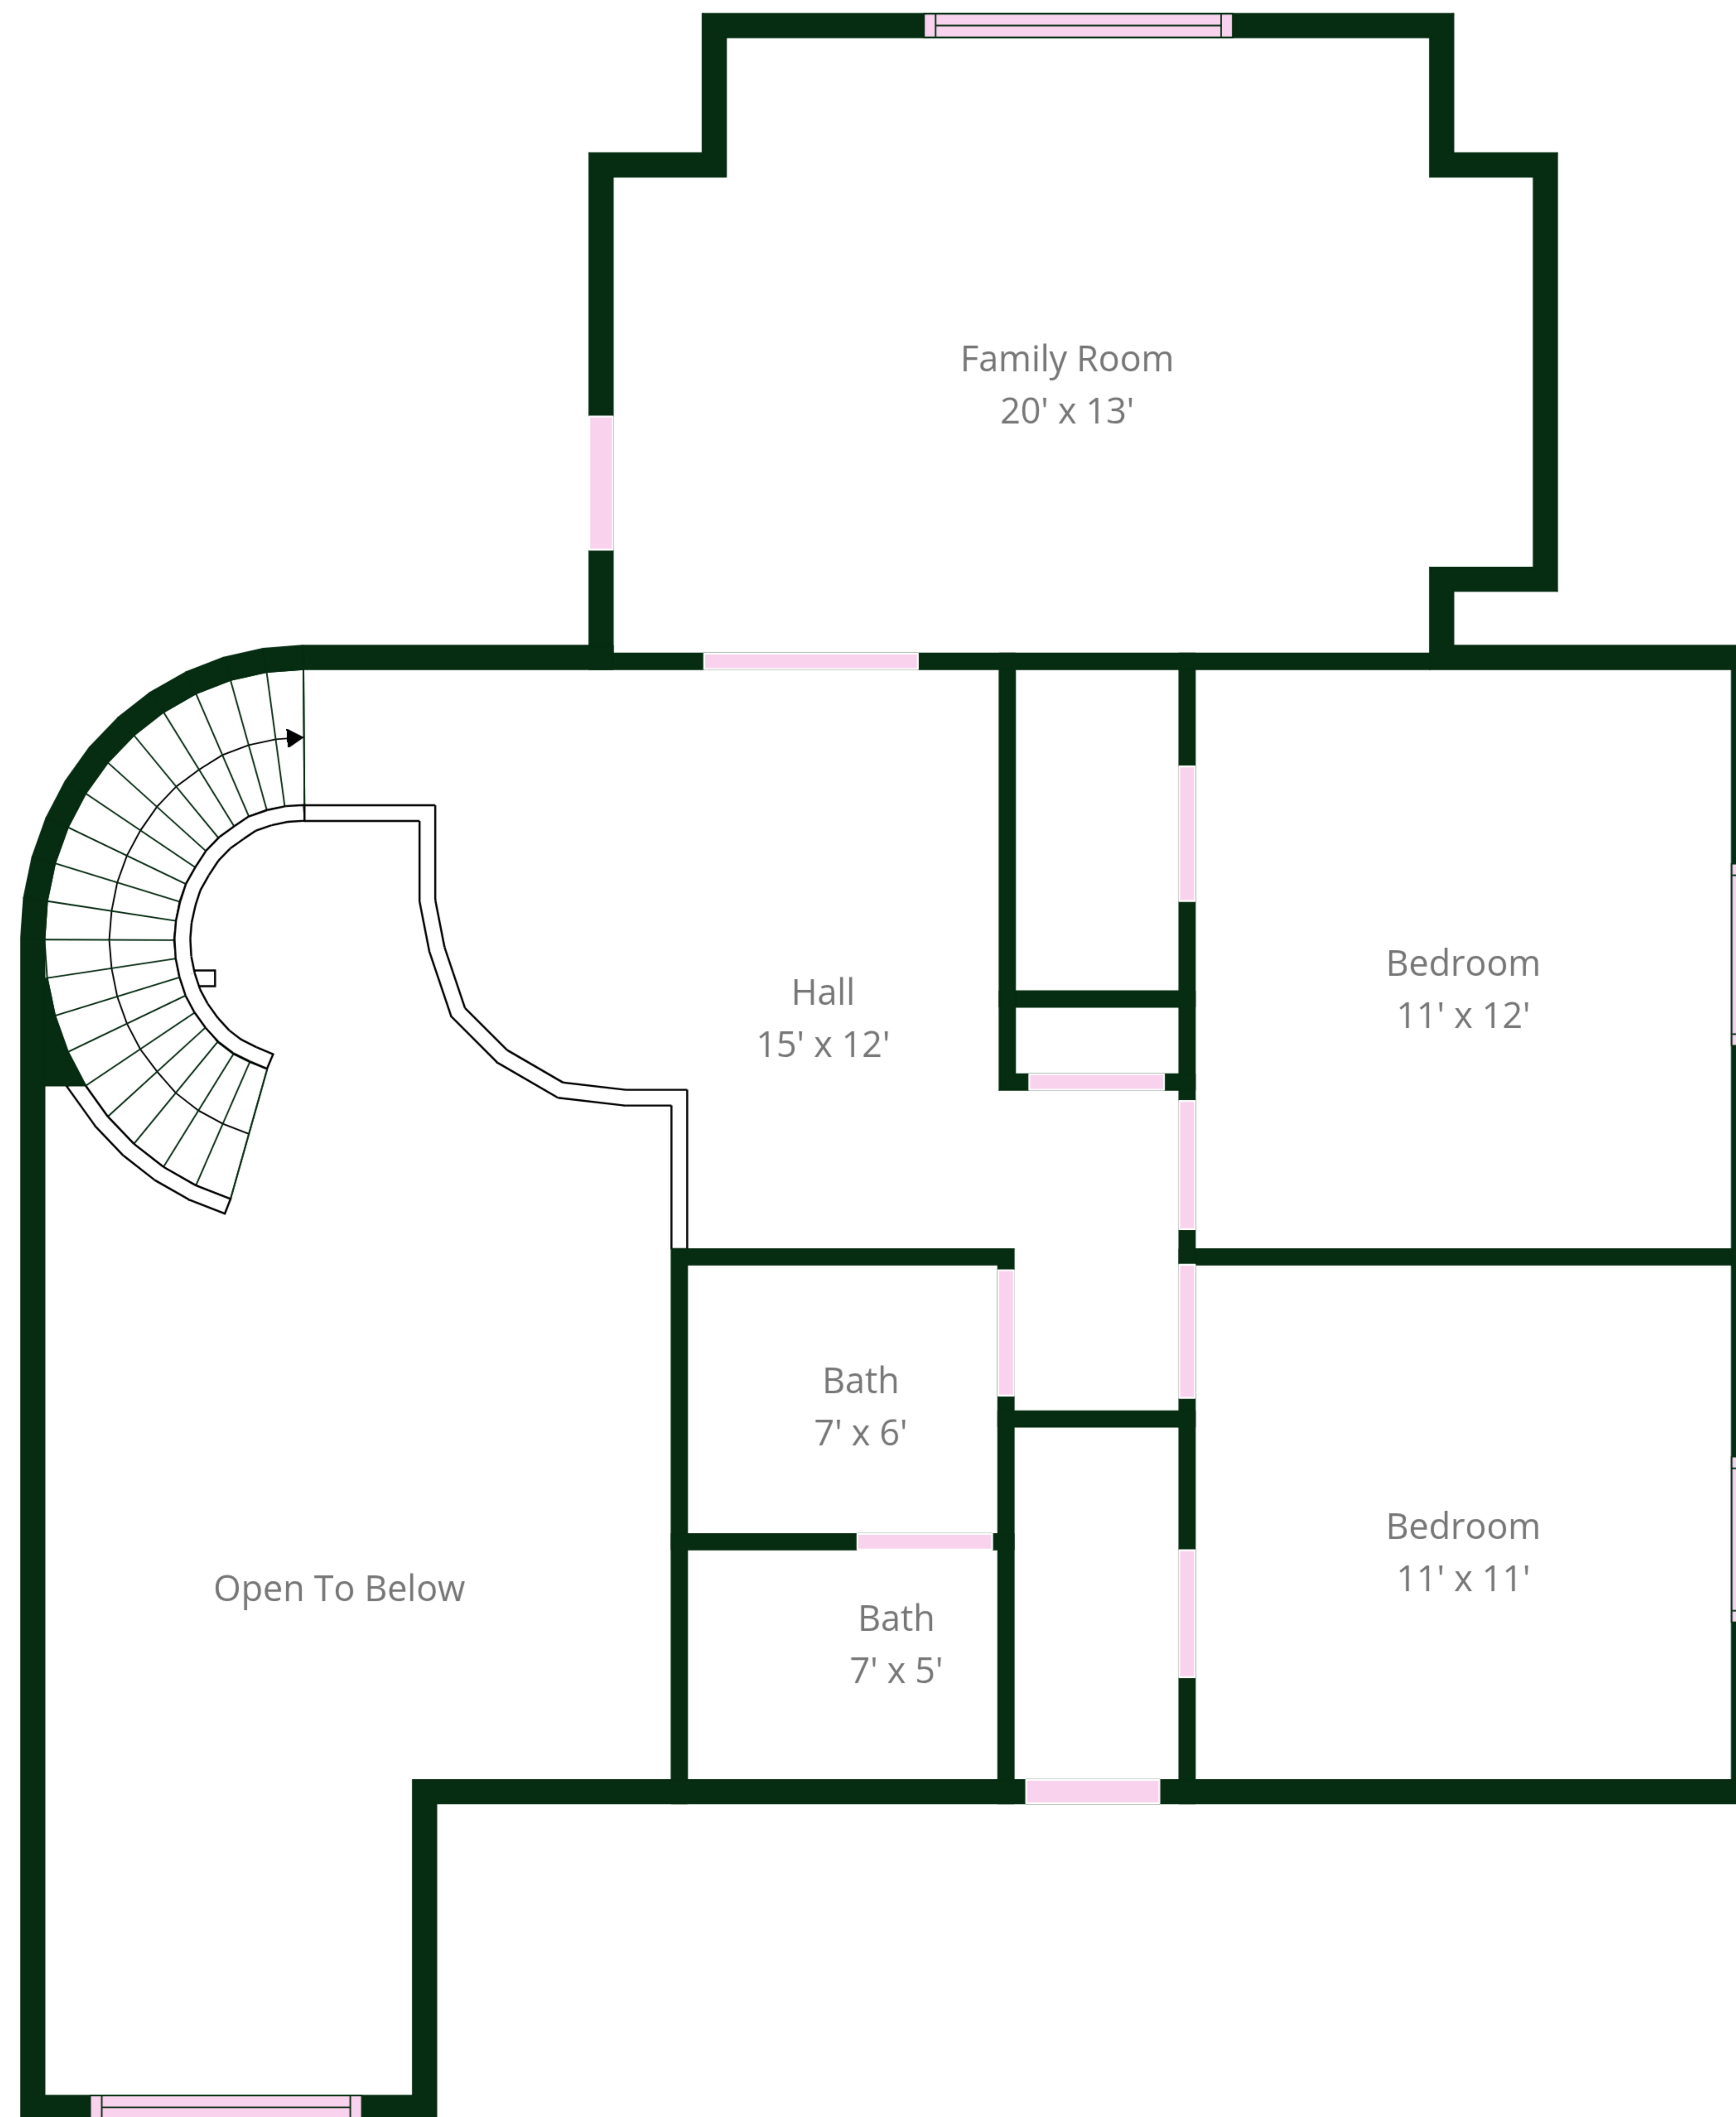 Family Room
20' x 13'
Hall
15' x 12'
Bedroom
11' x 12'
Bath
7' x 6'
Bedroom
11' x 11'
Open To Below
Bath
7' x 5'